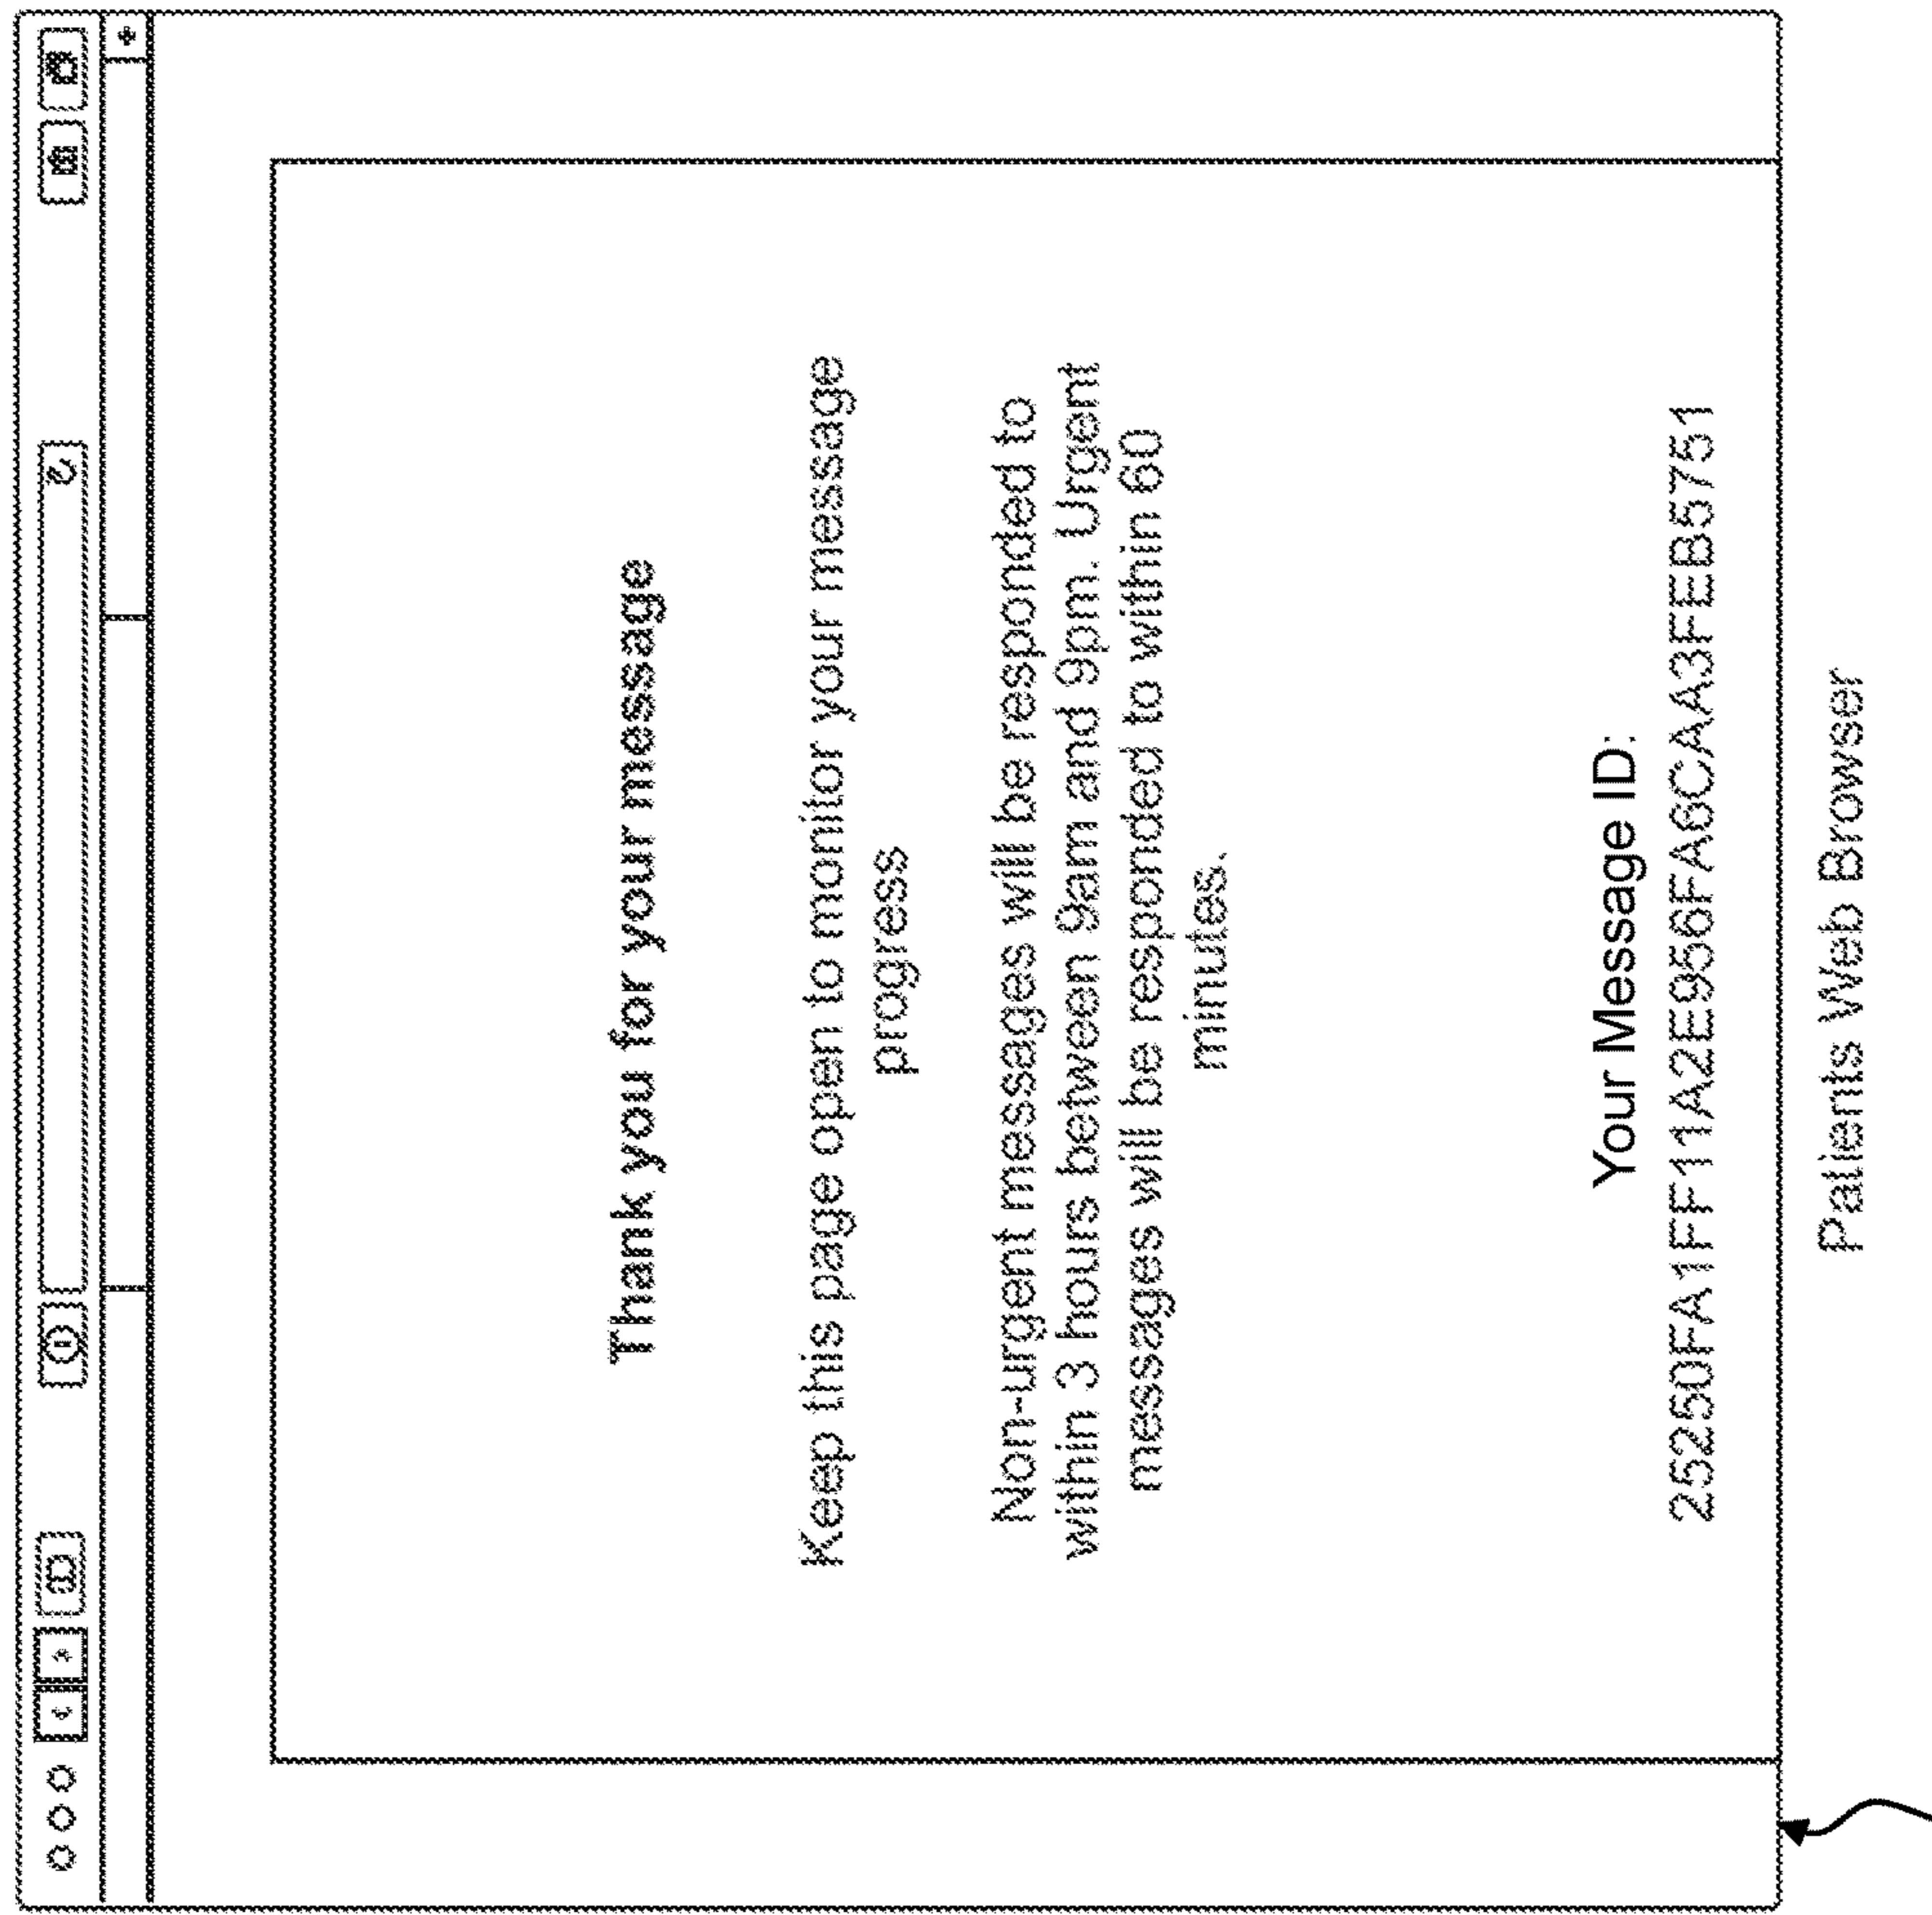 Thank you for your message
Keep this page open to monitor your message
progress
Non-urgent messages will be responded to
within 3 hours between 9am and 9pm. Urgent
messages will be responded to within 60
minutes.
Your Message ID:
25250FA1FF11A2E956FA6CAA3FEB5751
Patients Web Browser